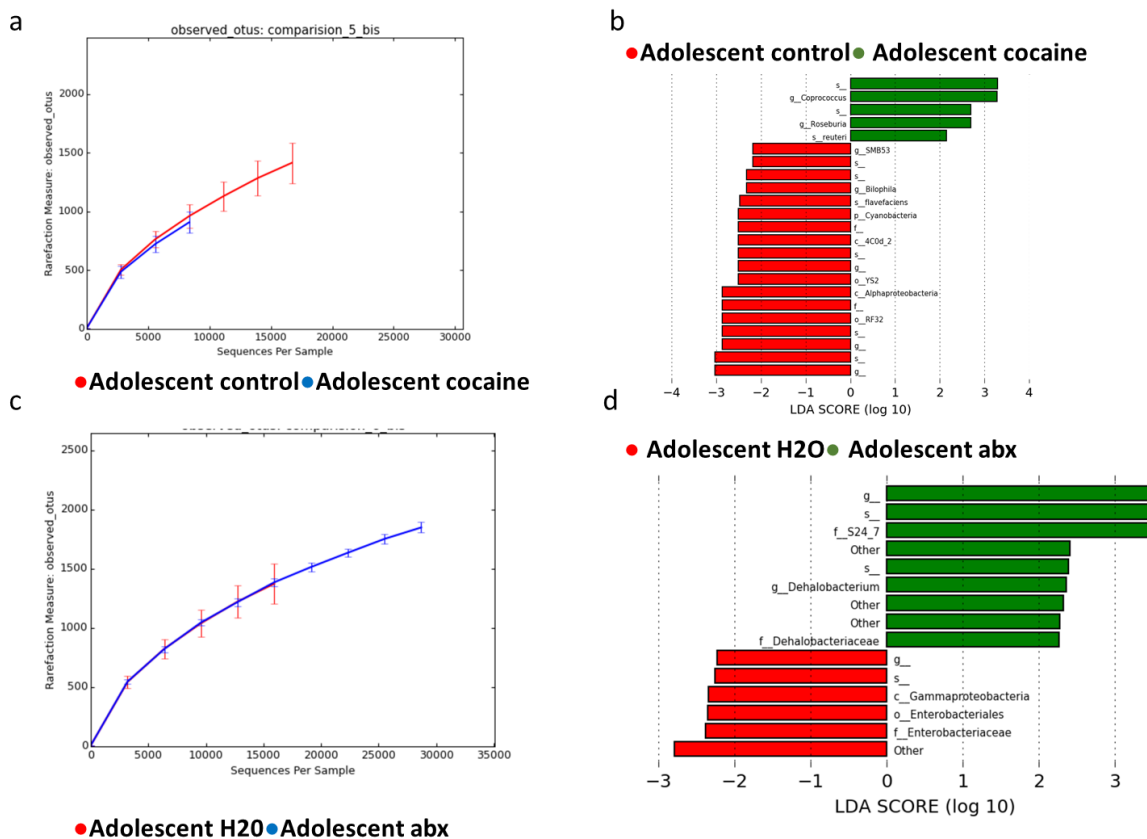 a
observed_otus: comparision_5_bis
Rarefaction Measure: observed_otus
2000
1500
1000
500
0
0 5000 10000 15000 20000 25000 30000
Sequences Per Sample
Adolescent control Adolescent cocaine
b
Adolescent control Adolescent cocaine
s__
g__Coprococcus
s__
g__Roseburia
s__reuteri
g__SMB53
s__
s__
g__Bilophila
s__flavefaciens
p__Cyanobacteria
f__
c__4C0d_2
s__
g__
o__YS2
c__Alphaproteobacteria
f__
o__RF32
s__
g__
s__
g__
−4 −3 −2 −1 0 1 2 3 4
LDA SCORE (log 10)
c
Rarefaction Measure: observed_otus
2500
2000
1500
1000
500
0
0 5000 10000 15000 20000 25000 30000 35000
Sequences Per Sample
Adolescent H20 Adolescent abx
d
Adolescent H2O Adolescent abx
g__
s__
f__S24_7
Other
s__
g__Dehalobacterium
Other
Other
f__Dehalobacteriaceae
g__
s__
c__Gammaproteobacteria
o__Enterobacteriales
f__Enterobacteriaceae
Other
−3 −2 −1 0 1 2 3
LDA SCORE (log 10)